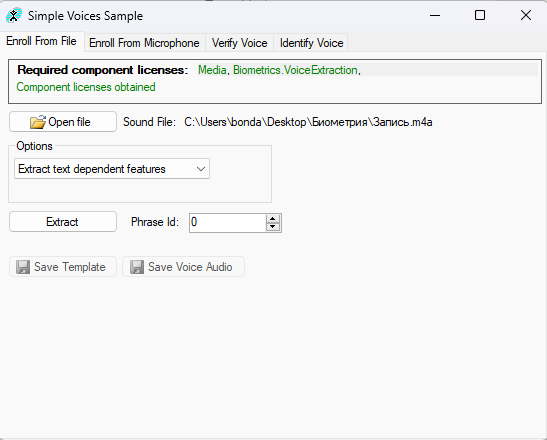 Simple Voices Sample
Enroll From File Enroll From Microphone Verify Voice Identify Voice
Required component licenses: Media, Biometrics.VoiceExtraction,
Component licenses obtained
Open file Sound File: C:\Users\bonda\Desktop\Биометрия\Запись.m4a
Options
Extract text dependent features
Extract Phrase Id: 0
Save Template Save Voice Audio